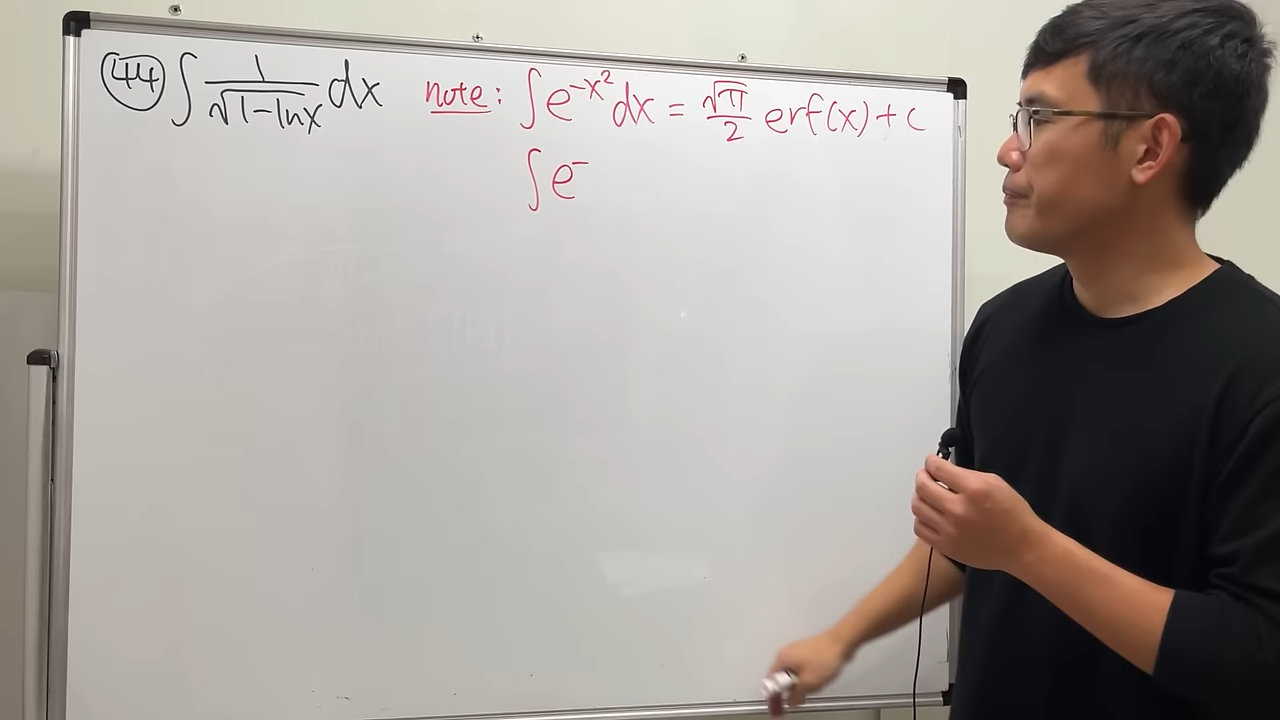 44 ∫ 1/√(1-lnx) dx note: ∫e^(-x²) dx = √π/2 erf(x)+c
∫e^-